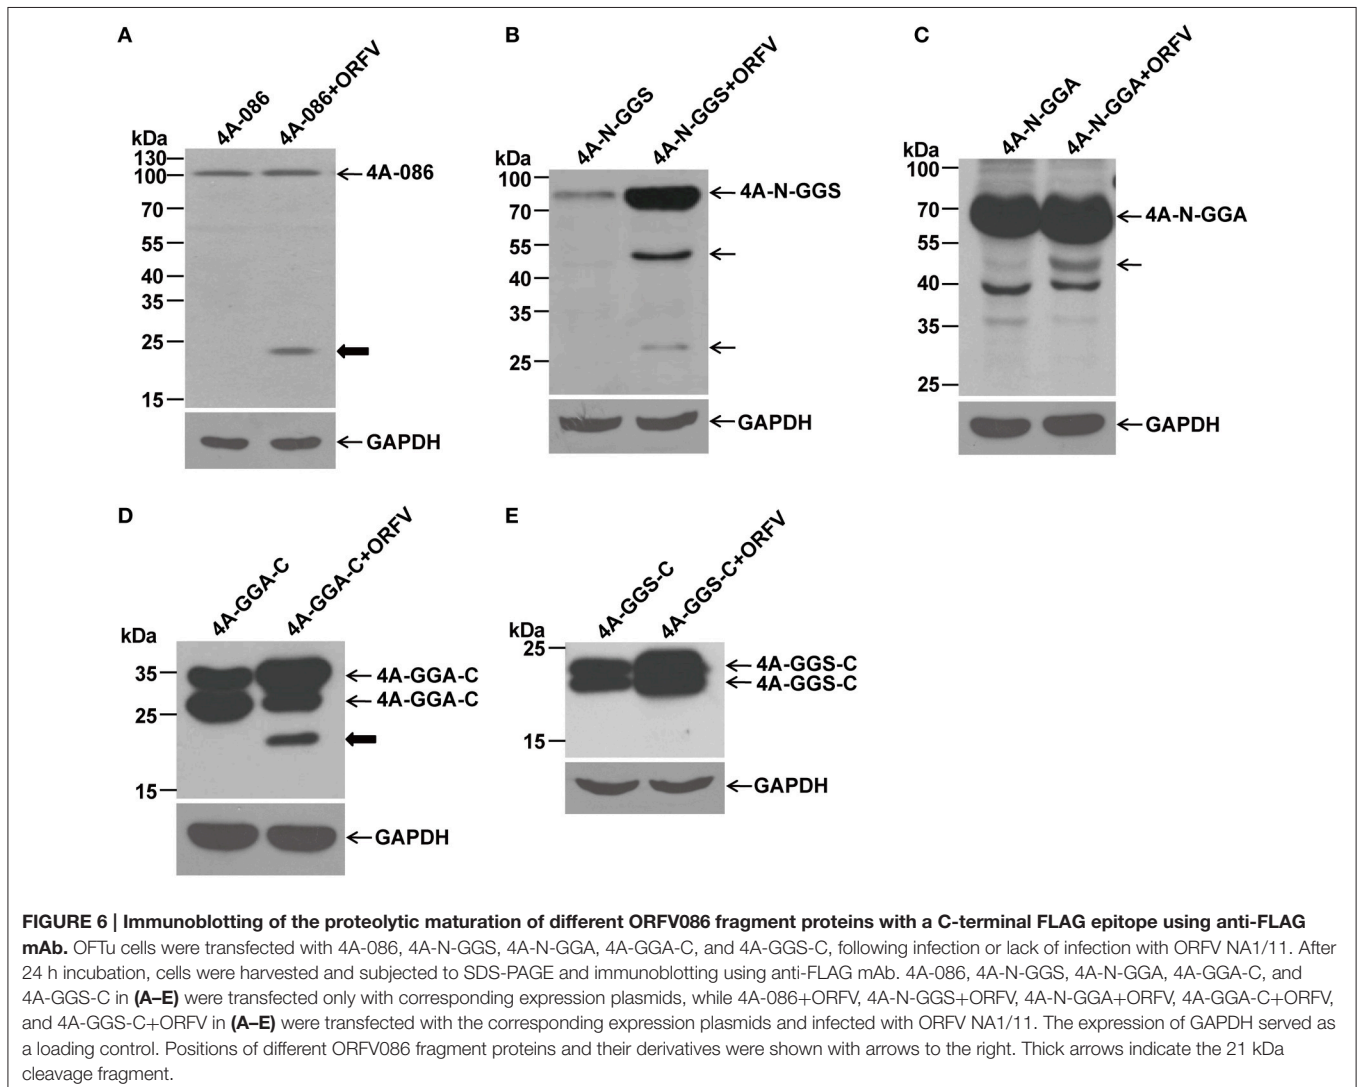 A
4A-086
4A-086+ORFV
kDa
130
100
4A-086
70
55
40
35
25
15
GAPDH
B
4A-N-GGS
4A-N-GGS+ORFV
kDa
100
4A-N-GGS
70
55
40
35
25
GAPDH
C
4A-N-GGA
4A-N-GGA+ORFV
kDa
100
70
4A-N-GGA
55
40
35
25
GAPDH
D
4A-GGA-C
4A-GGA-C+ORFV
kDa
35
4A-GGA-C
4A-GGA-C
25
15
GAPDH
E
4A-GGS-C
4A-GGS-C+ORFV
kDa
25
4A-GGS-C
4A-GGS-C
15
GAPDH
FIGURE 6 | Immunoblotting of the proteolytic maturation of different ORFV086 fragment proteins with a C-terminal FLAG epitope using anti-FLAG
mAb. OFTu cells were transfected with 4A-086, 4A-N-GGS, 4A-N-GGA, 4A-GGA-C, and 4A-GGS-C, following infection or lack of infection with ORFV NA1/11. After
24 h incubation, cells were harvested and subjected to SDS-PAGE and immunoblotting using anti-FLAG mAb. 4A-086, 4A-N-GGS, 4A-N-GGA, 4A-GGA-C, and
4A-GGS-C in (A–E) were transfected only with corresponding expression plasmids, while 4A-086+ORFV, 4A-N-GGS+ORFV, 4A-N-GGA+ORFV, 4A-GGA-C+ORFV,
and 4A-GGS-C+ORFV in (A–E) were transfected with the corresponding expression plasmids and infected with ORFV NA1/11. The expression of GAPDH served as
a loading control. Positions of different ORFV086 fragment proteins and their derivatives were shown with arrows to the right. Thick arrows indicate the 21 kDa
cleavage fragment.